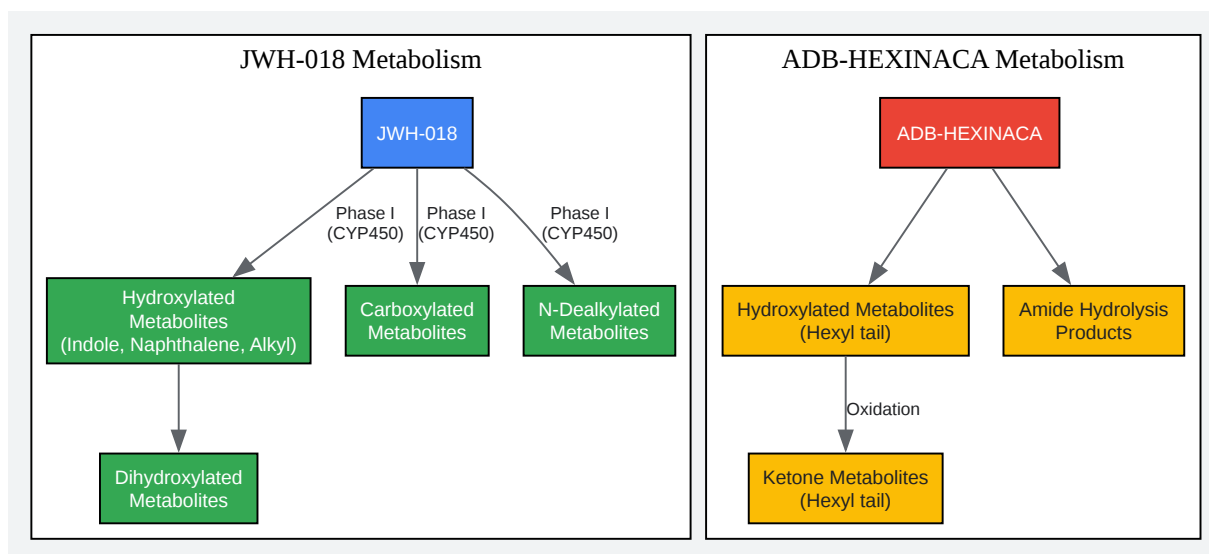 JWH-018 Metabolism
JWH-018
Phase I
(CYP450)
Phase I
(CYP450)
Phase I
(CYP450)
Hydroxylated
Metabolites
(Indole, Naphthalene, Alkyl)
Carboxylated
Metabolites
N-Dealkylated
Metabolites
Dihydroxylated
Metabolites
ADB-HEXINACA Metabolism
ADB-HEXINACA
Hydroxylated Metabolites
(Hexyl tail)
Amide Hydrolysis
Products
Oxidation
Ketone Metabolites
(Hexyl tail)